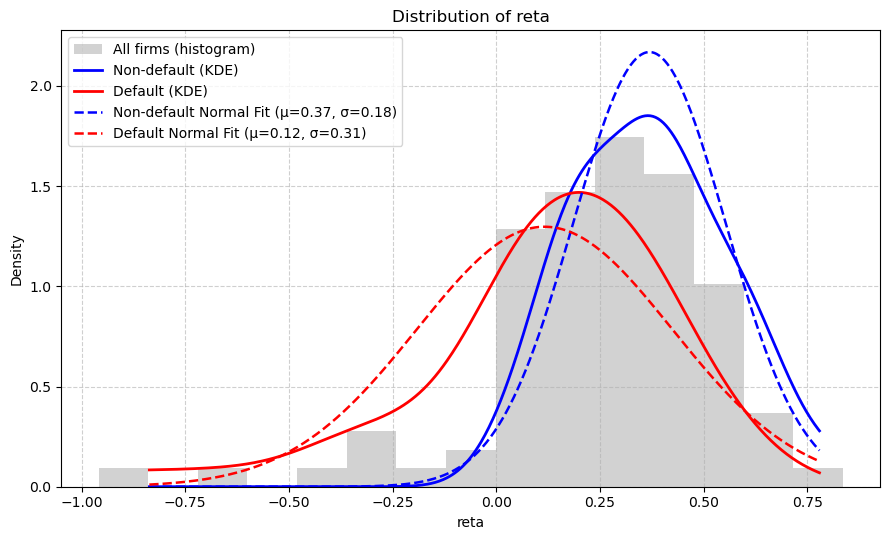 Distribution of reta
All firms (histogram)
Non-default (KDE)
Default (KDE)
Non-default Normal Fit (μ=0.37, σ=0.18)
Default Normal Fit (μ=0.12, σ=0.31)
Density
2.0
1.5
1.0
0.5
0.0
−1.00 −0.75 −0.50 −0.25 0.00 0.25 0.50 0.75
reta